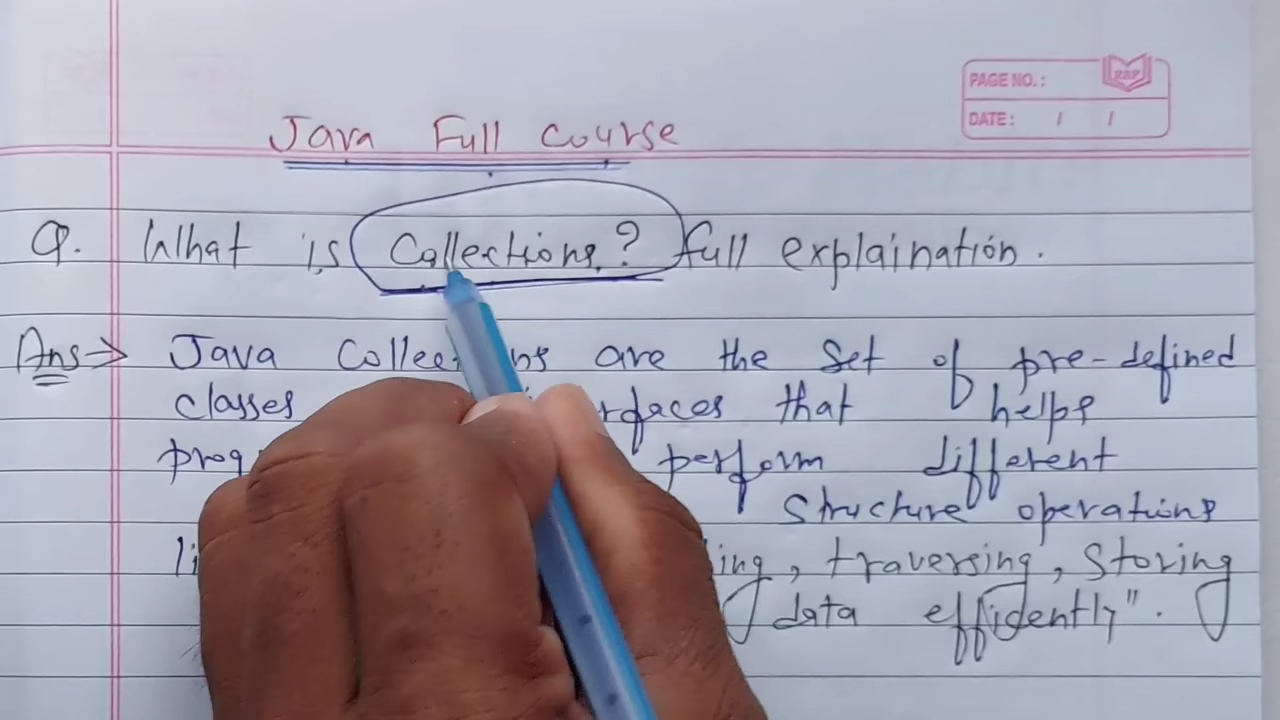 PAGE NO.:
DATE: / /
Java Full Course
Q. What is Collections? full explaination.
Ans→ Java are the set of pre-defined
classes that helps
perform different
structure operations
, traversing, storing
data efficiently".